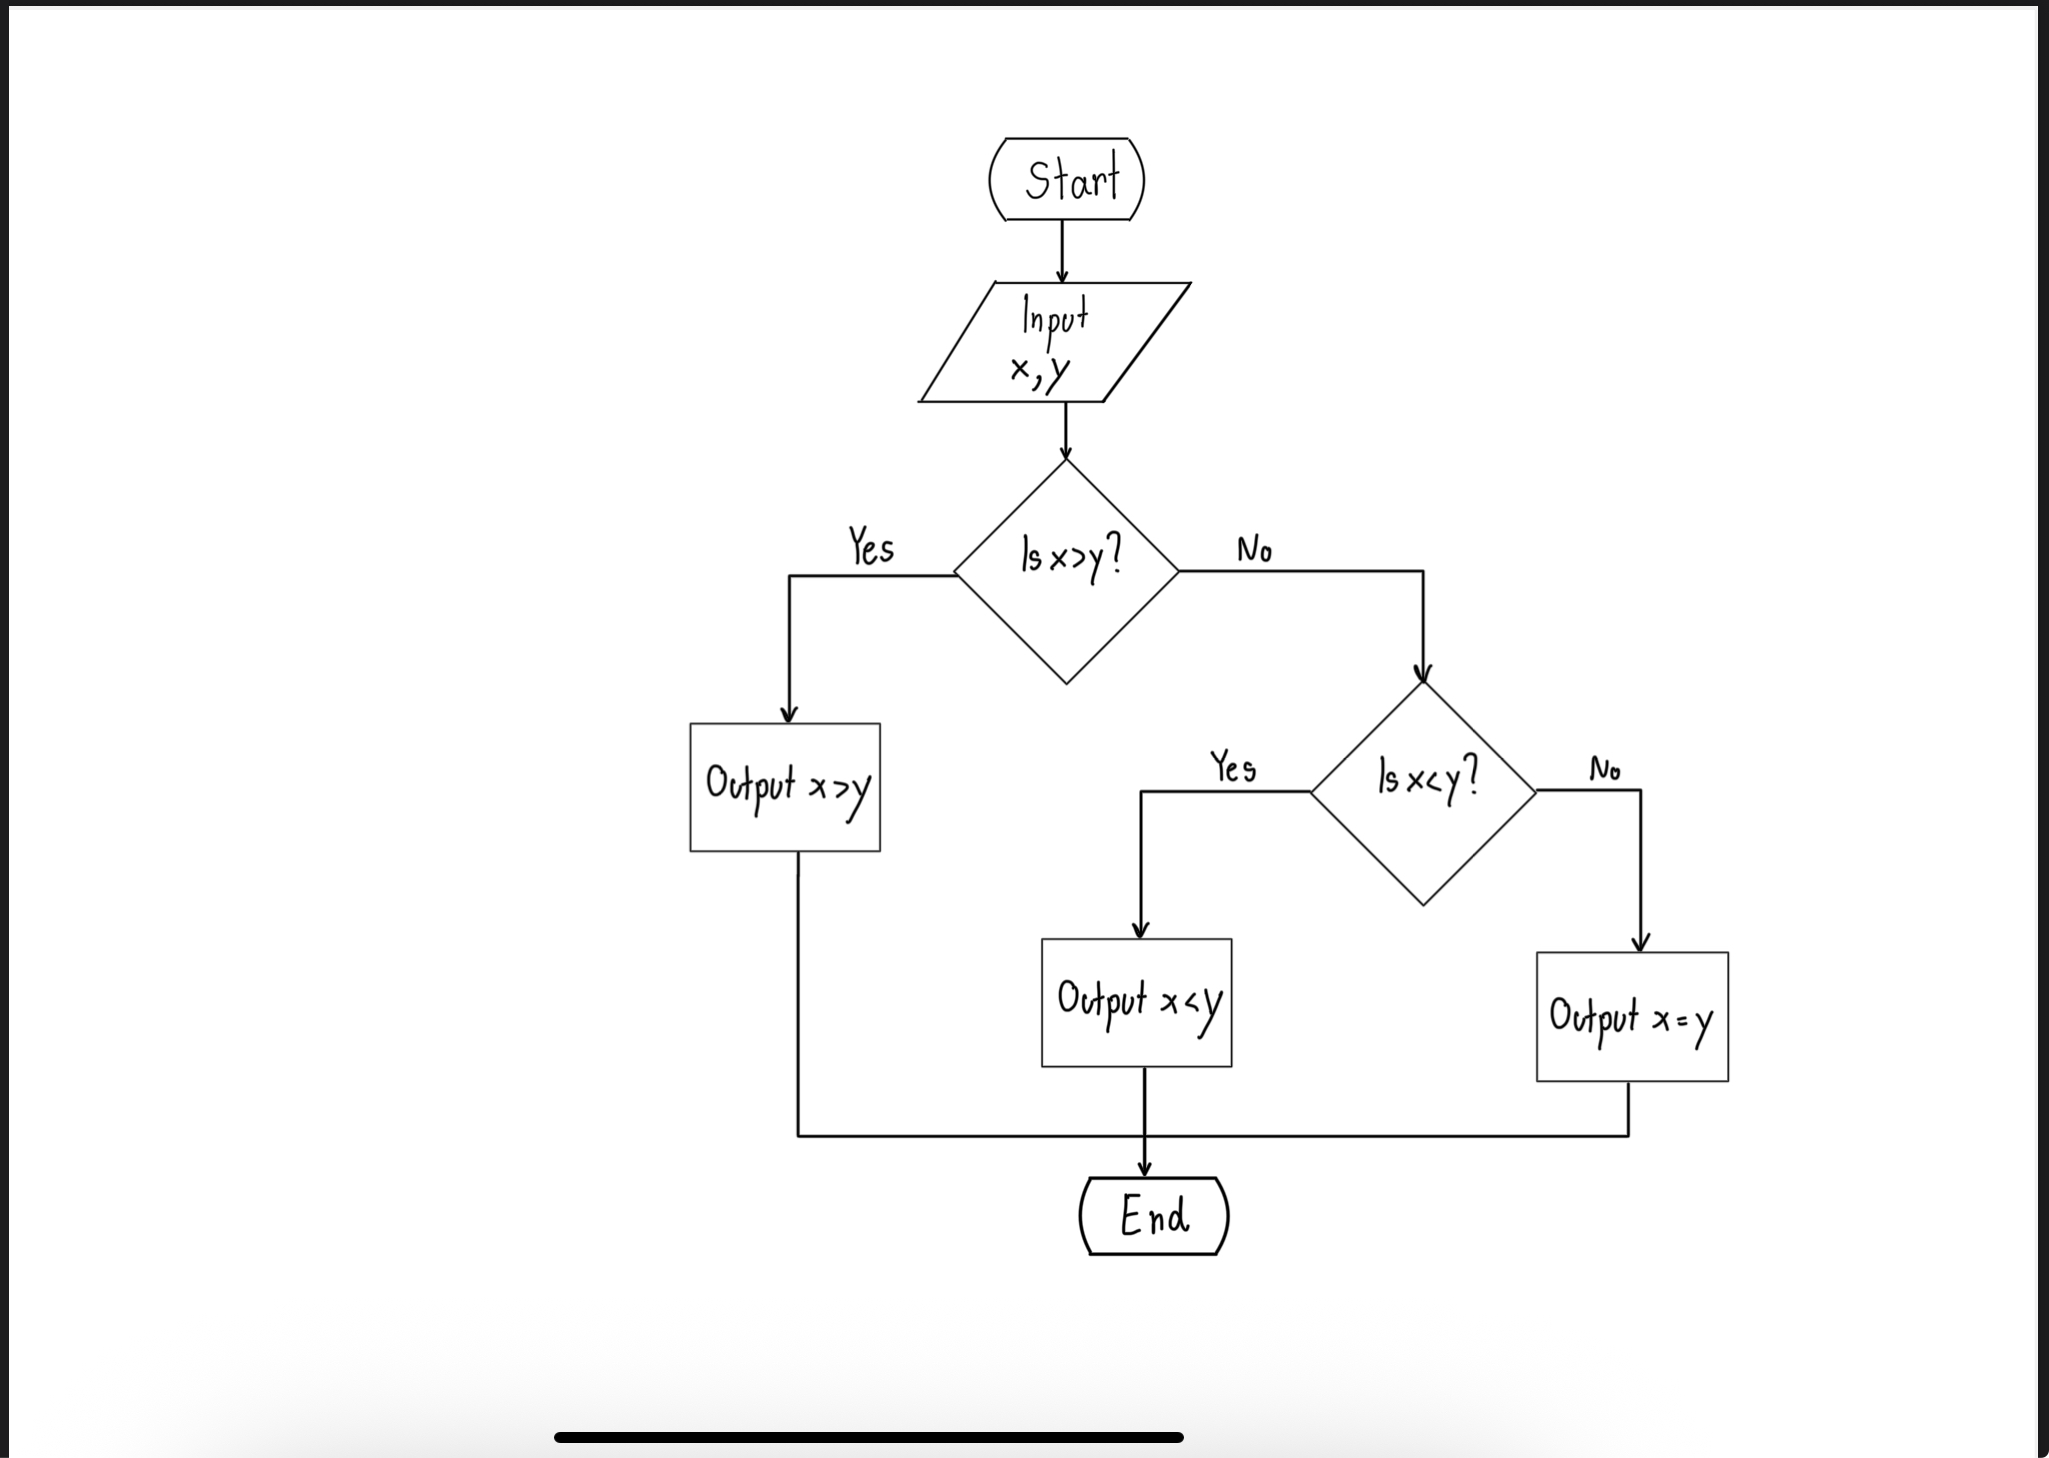 Start
Input
x,y
Is x>y?
Yes
No
Output x>y
Is x<y?
Yes
No
Output x<y
Output x=y
End